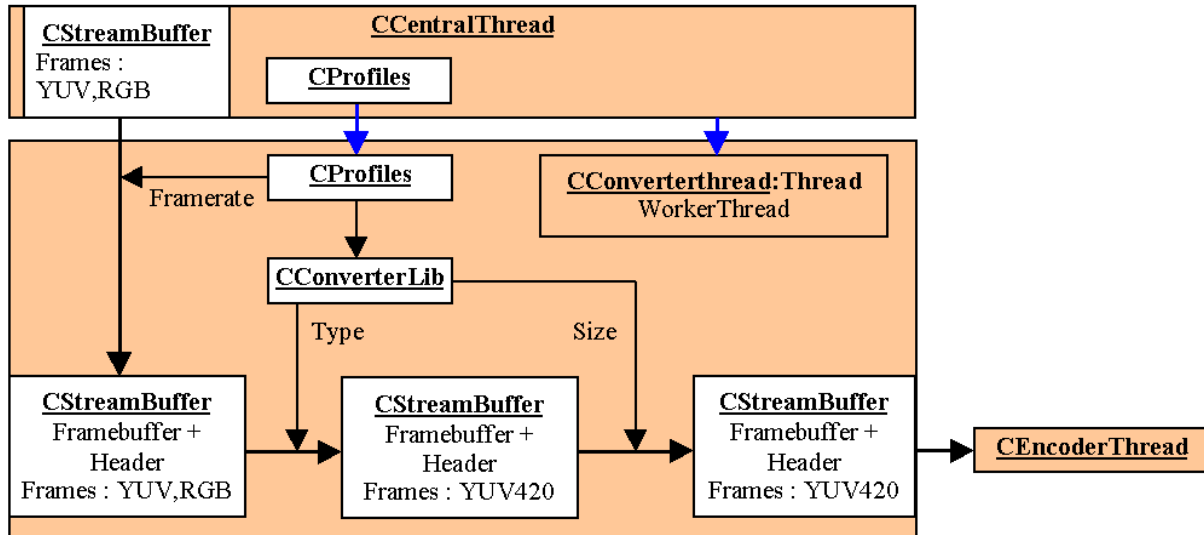 CStreamBuffer
Frames :
YUV,RGB
CCentralThread
CProfiles
CProfiles
Framerate
CConverterthread:Thread
WorkerThread
CConverterLib
Type
Size
CStreamBuffer
Framebuffer +
Header
Frames : YUV,RGB
CStreamBuffer
Framebuffer +
Header
Frames : YUV420
CStreamBuffer
Framebuffer +
Header
Frames : YUV420
CEncoderThread